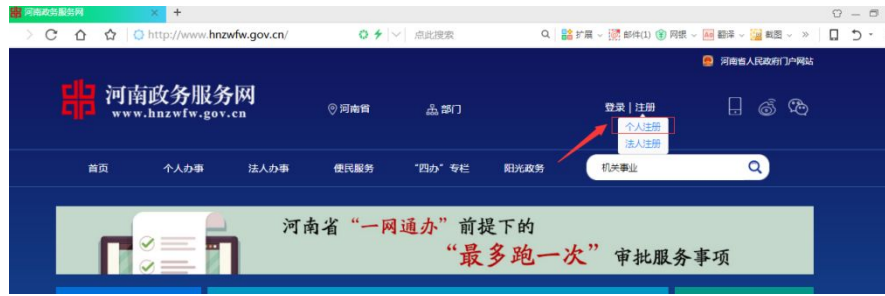 河南政务服务网
http://www.hnzwfw.gov.cn/
点此搜索
扩展 邮件(1) 网银 翻译 截图 »
河南省人民政府门户网站
河南政务服务网
www.hnzwfw.gov.cn
河南省 部门 登录 | 注册
个人注册
法人注册
首页 个人办事 法人办事 便民服务 “四办”专栏 阳光政务 机关事业
河南省“一网通办”前提下的
“最多跑一次”审批服务事项